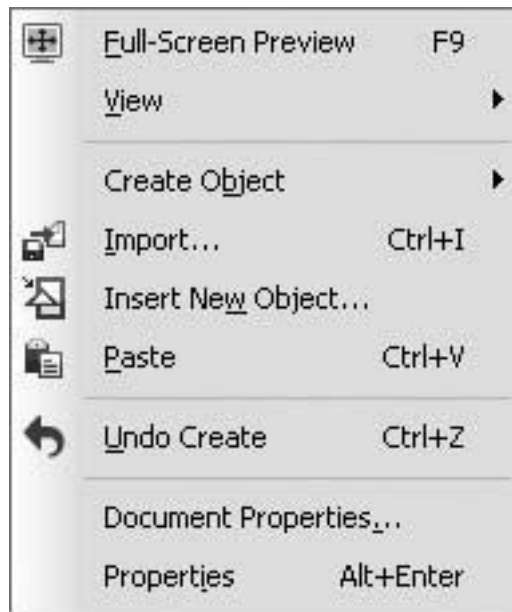 Full-Screen Preview F9
View
Create Object
Import... Ctrl+I
Insert New Object...
Paste Ctrl+V
Undo Create Ctrl+Z
Document Properties...
Properties Alt+Enter